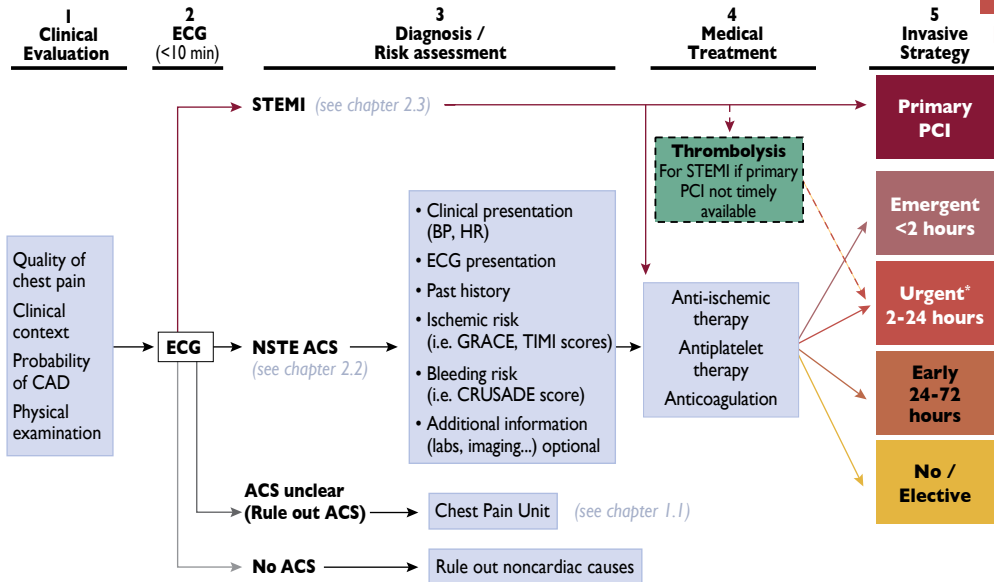 1
Clinical
Evaluation
2
ECG
(<10 min)
3
Diagnosis /
Risk assessment
4
Medical
Treatment
5
Invasive
Strategy
STEMI (see chapter 2.3)
Primary
PCI
Thrombolysis
For STEMI if primary
PCI not timely
available
Emergent
<2 hours
Quality of
chest pain
Clinical
context
Probability
of CAD
Physical
examination
ECG
NSTE ACS
(see chapter 2.2)
• Clinical presentation
(BP, HR)
• ECG presentation
• Past history
• Ischemic risk
(i.e. GRACE, TIMI scores)
• Bleeding risk
(i.e. CRUSADE score)
• Additional information
(labs, imaging...) optional
Anti-ischemic
therapy
Antiplatelet
therapy
Anticoagulation
Urgent*
2-24 hours
Early
24-72
hours
No /
Elective
ACS unclear
(Rule out ACS)
Chest Pain Unit
(see chapter 1.1)
No ACS
Rule out noncardiac causes